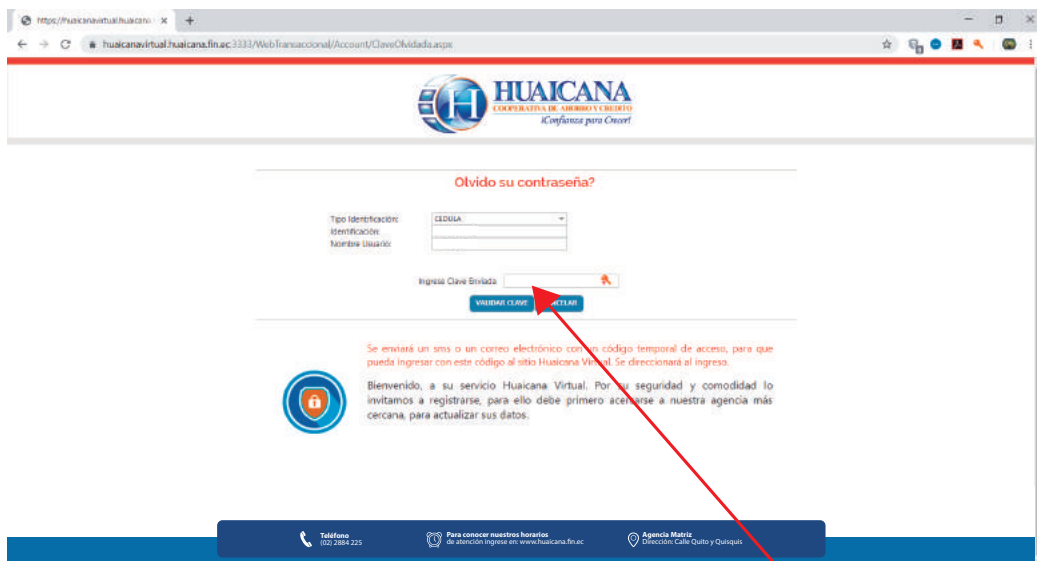 https://huaicanavirtual.huaicana
huaicanavirtual.huaicana.fin.ec:3333/WebTransaccional/Account/ClaveOlvidada.aspx
HUAICANA
COOPERATIVA DE AHORRO Y CREDITO
¡Confianza para Crecer!
Olvido su contraseña?
Tipo Identificación: CEDULA
Identificación:
Nombre Usuario:
Ingrese Clave Enviada
VALIDAR CLAVE
Se enviará un sms o un correo electrónico con un código temporal de acceso, para que
pueda ingresar con este código al sitio Huaicana Virtual. Se direccionará al ingreso.
Bienvenido, a su servicio Huaicana Virtual. Por su seguridad y comodidad lo
invitamos a registrarse, para ello debe primero acercarse a nuestra agencia más
cercana, para actualizar sus datos.
Teléfono
(02) 2884 225
Para conocer nuestros horarios
de atención ingrese en: www.huaicana.fin.ec
Agencia Matriz
Dirección: Calle Quito y Quisquis